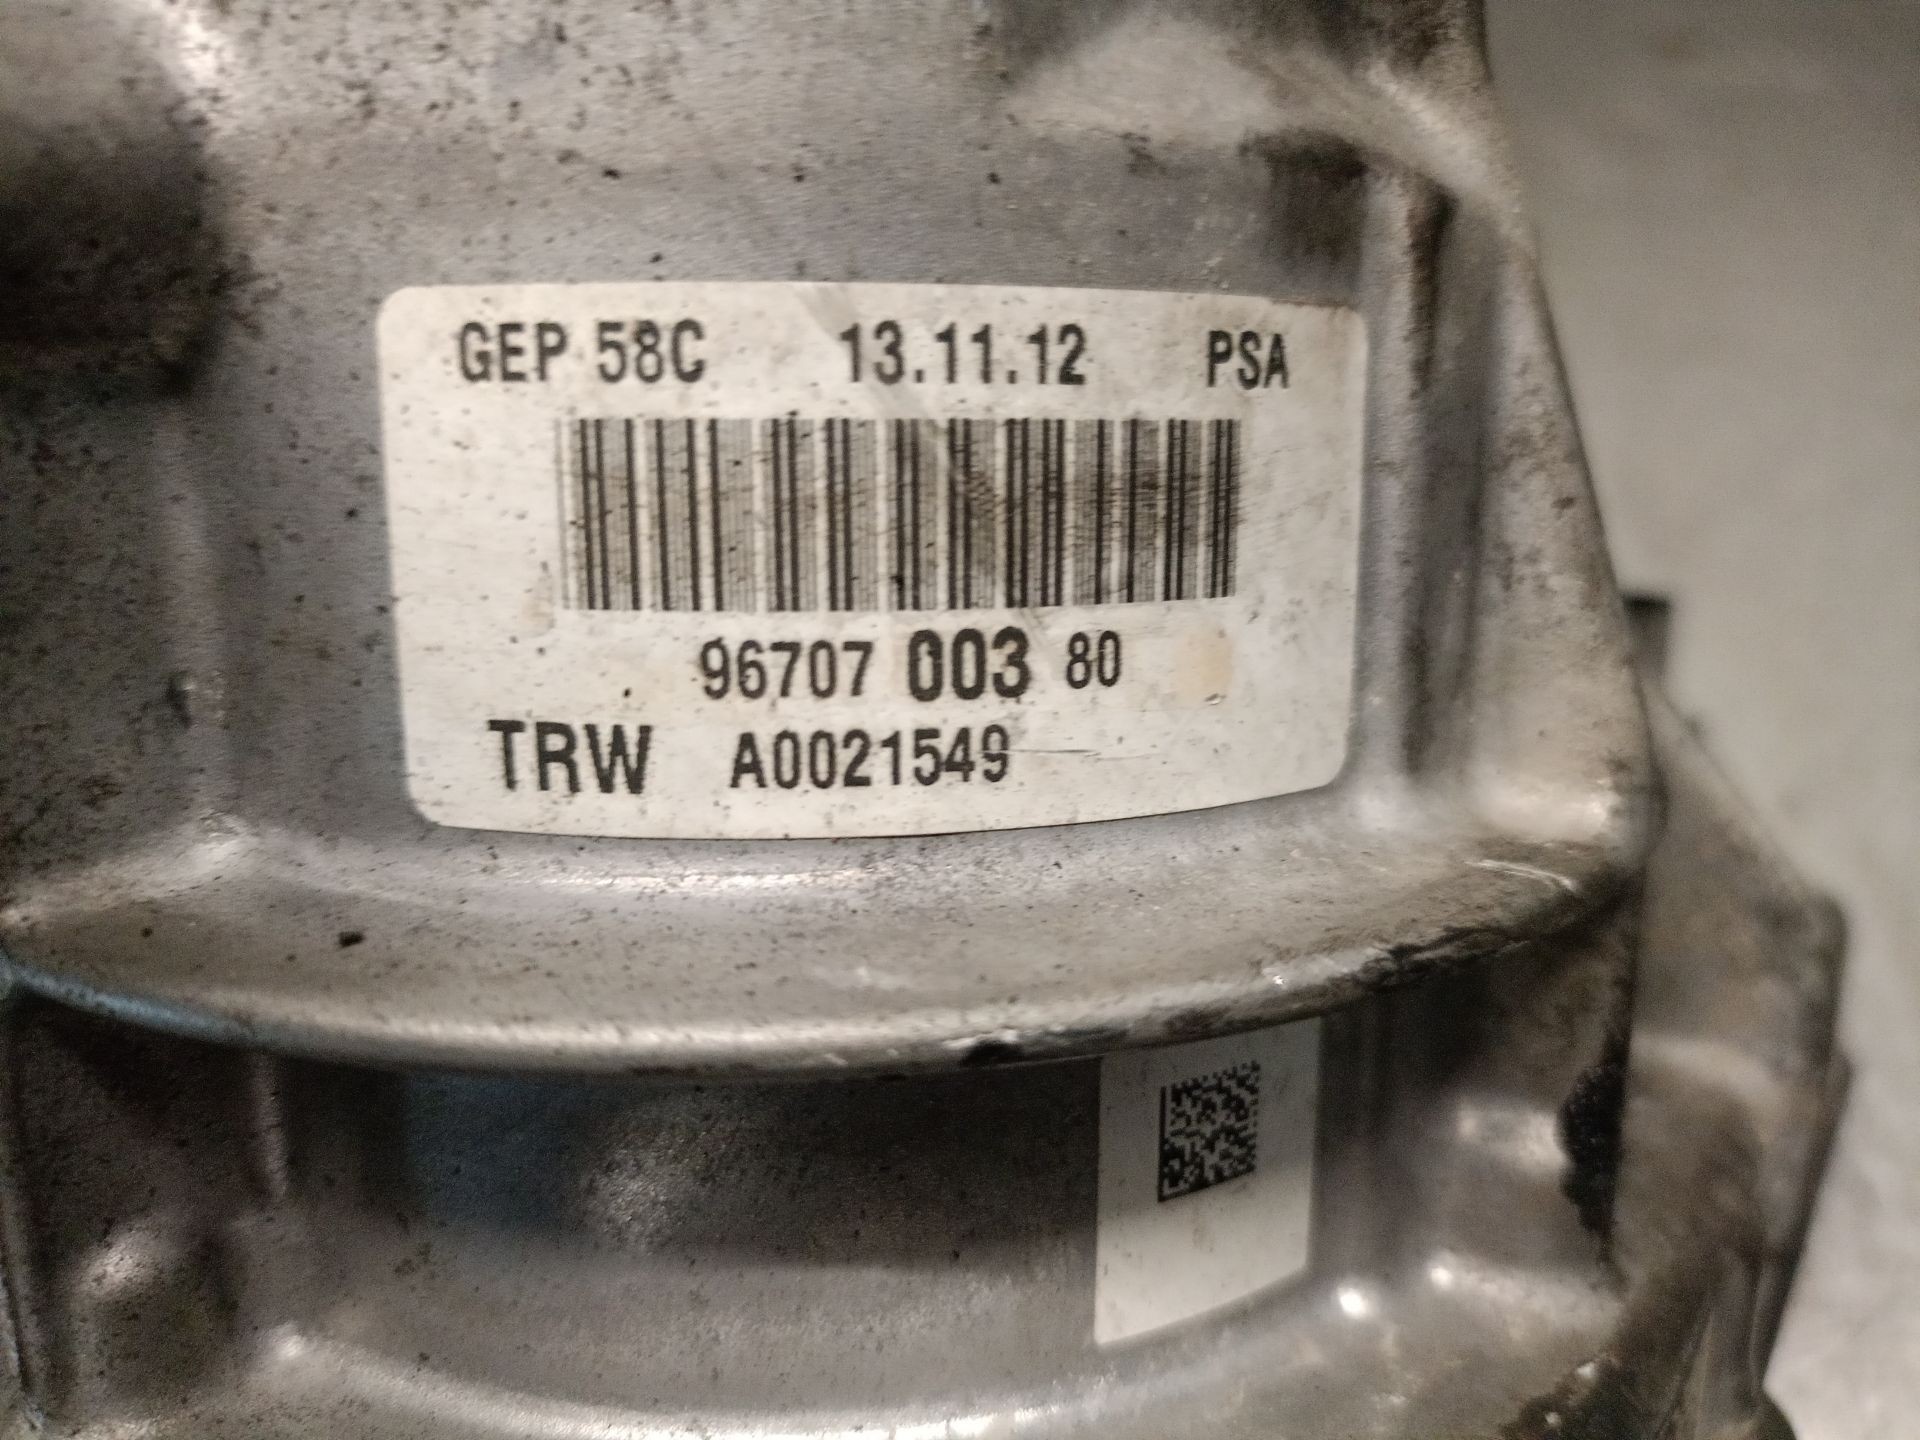 GEP 58C 13.11.12 PSA
96707 003 80
TRW A0021549